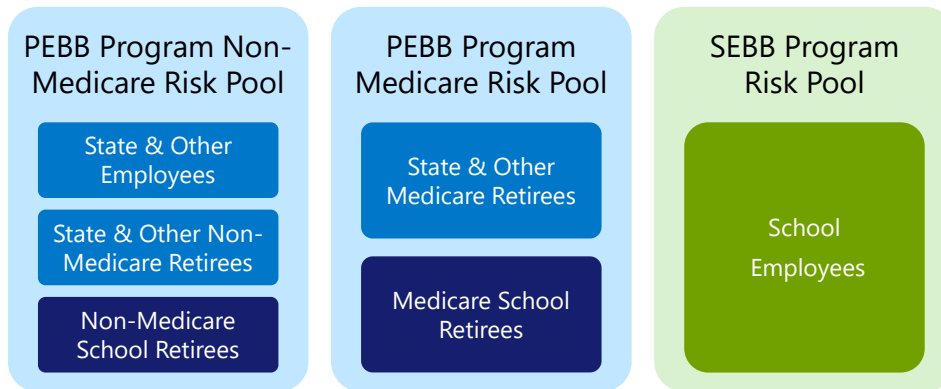 PEBB Program Non-
Medicare Risk Pool
State & Other
Employees
State & Other Non-
Medicare Retirees
Non-Medicare
School Retirees
PEBB Program
Medicare Risk Pool
State & Other
Medicare Retirees
Medicare School
Retirees
SEBB Program
Risk Pool
School
Employees